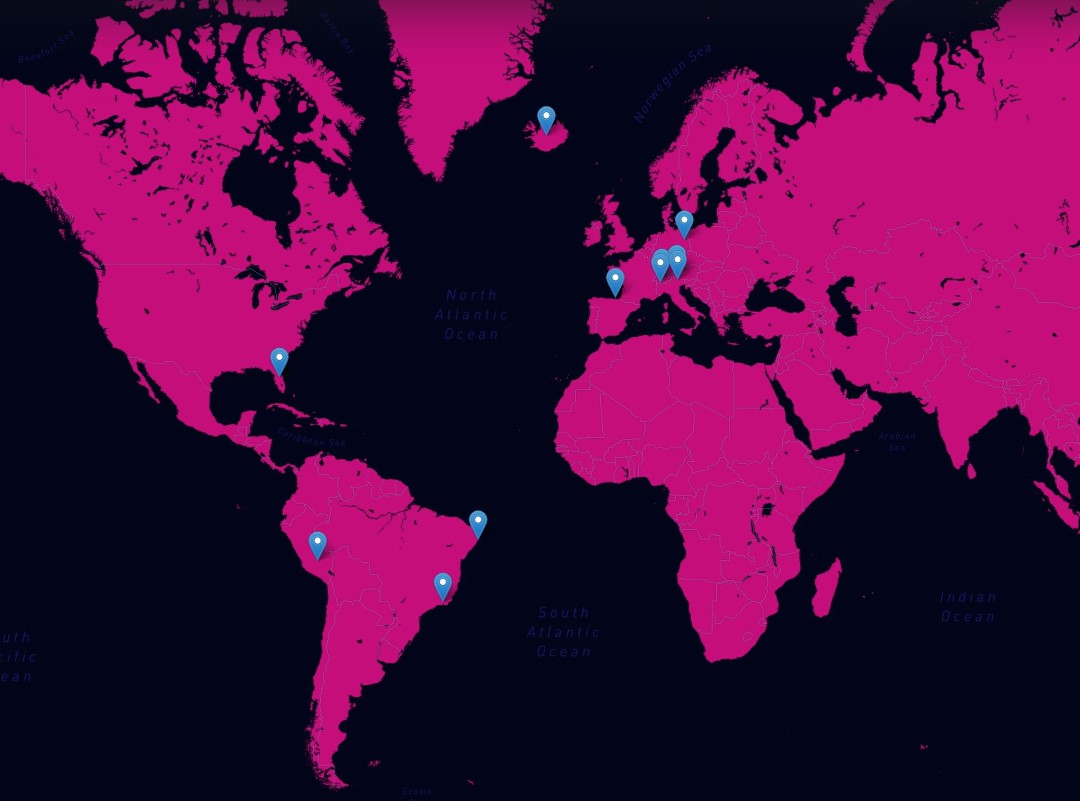 Beaufort Sea
Baffin Bay
Norwegian Sea
North
Atlantic
Ocean
Caribbean Sea
Arabian
Sea
Indian
Ocean
South
Atlantic
Ocean
uth
cific
ean
Scotia